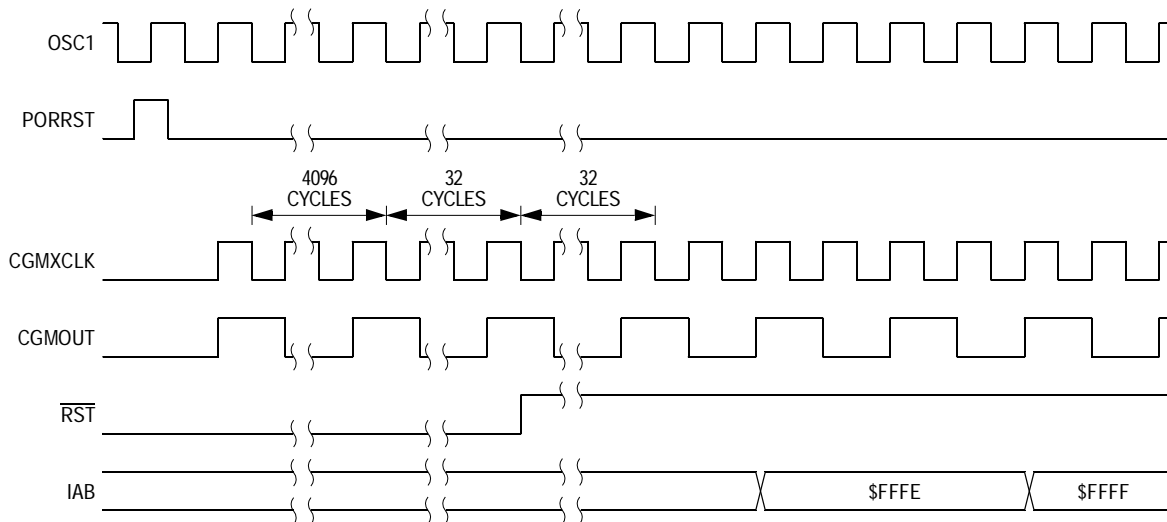 OSC1
PORRST
4096
CYCLES
32
CYCLES
32
CYCLES
CGMXCLK
CGMOUT
RST
IAB
$FFFE
$FFFF